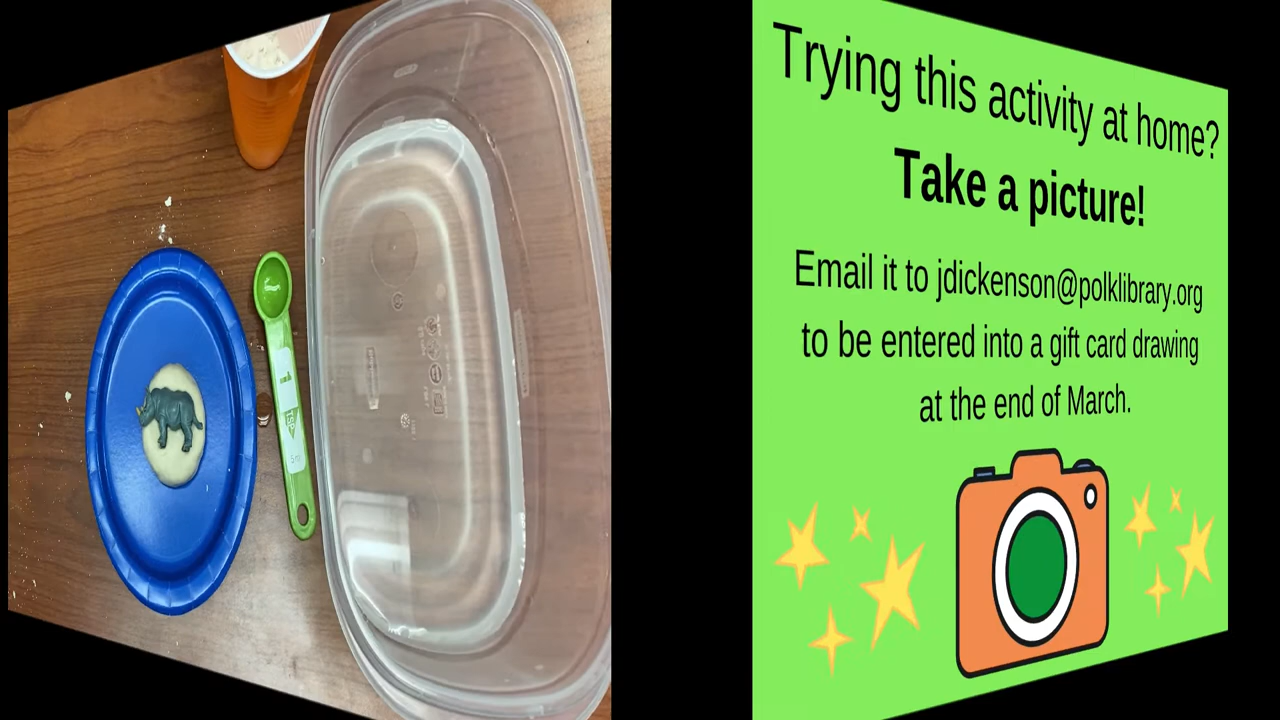 Trying this activity at home?
Take a picture!
Email it to jdickenson@polklibrary.org
to be entered into a gift card drawing
at the end of March.
1